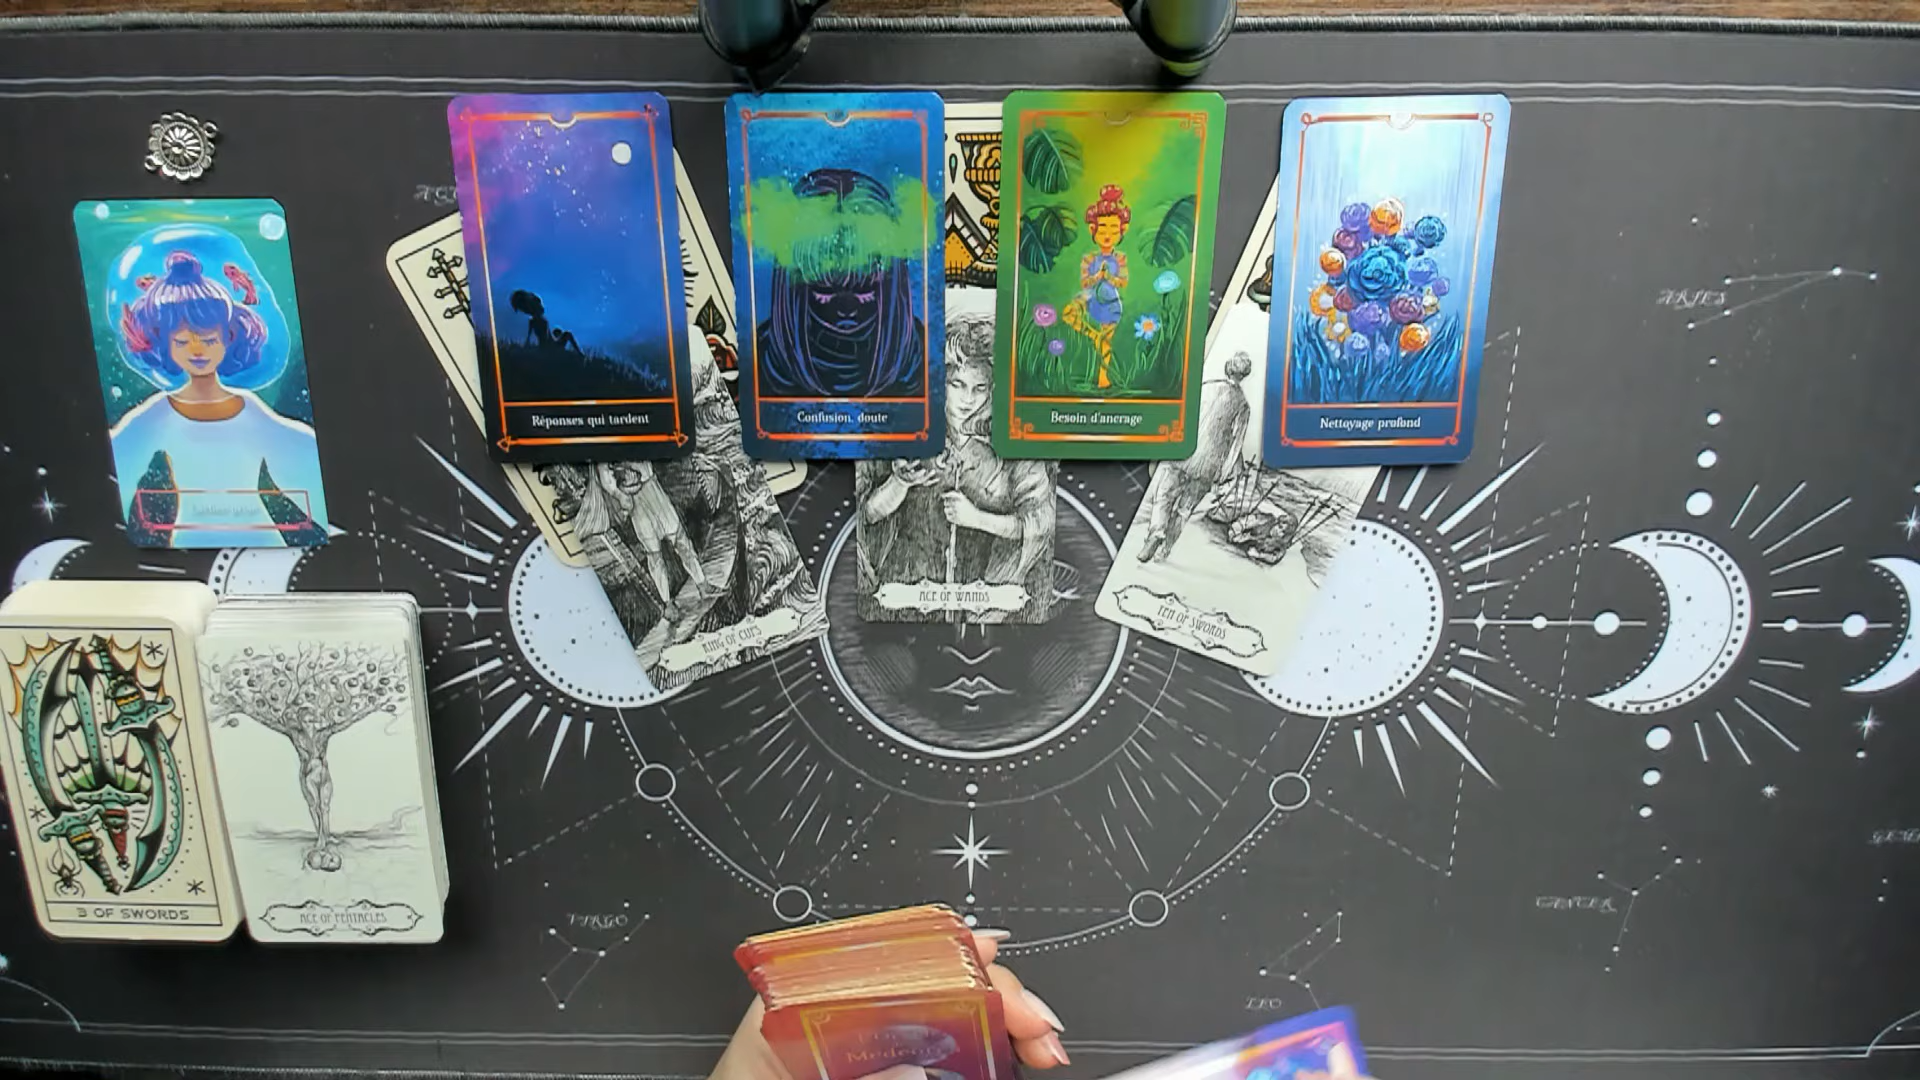 Réponses qui tardent
Confusion, doute
Besoin d'ancrage
Nettoyage profond
KING OF CUPS
ACE OF WANDS
TEN OF SWORDS
3 OF SWORDS
ACE OF PENTACLES
ARIES
VIRGO
LEO
CANCER